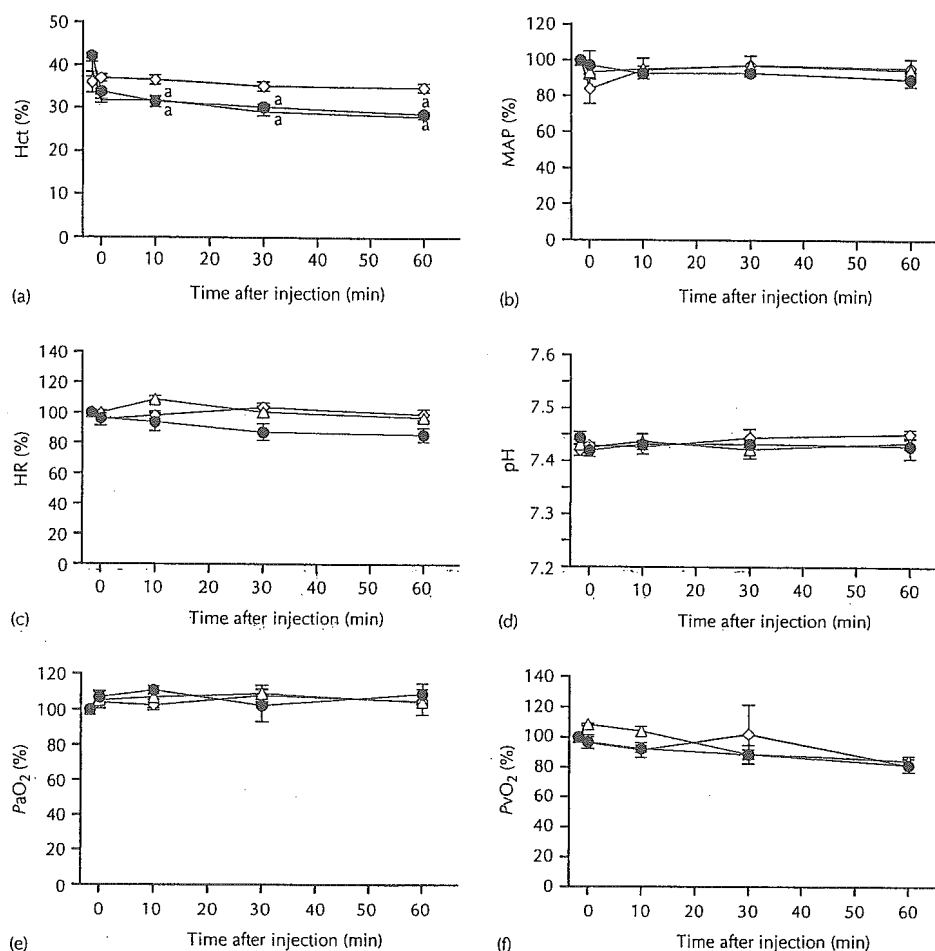 50
40
30
20
10
0
Hct (%)
a
a
a
a
a
a
0 10 20 30 40 50 60
(a) Time after injection (min)
120
100
80
60
40
20
0
MAP (%)
0 10 20 30 40 50 60
(b) Time after injection (min)
140
120
100
80
60
40
20
0
HR (%)
0 10 20 30 40 50 60
(c) Time after injection (min)
7.6
7.5
7.4
7.3
7.2
pH
0 10 20 30 40 50 60
(d) Time after injection (min)
120
100
80
60
40
20
0
PaO2 (%)
0 10 20 30 40 50 60
(e) Time after injection (min)
140
120
100
80
60
40
20
0
PvO2 (%)
0 10 20 30 40 50 60
(f) Time after injection (min)